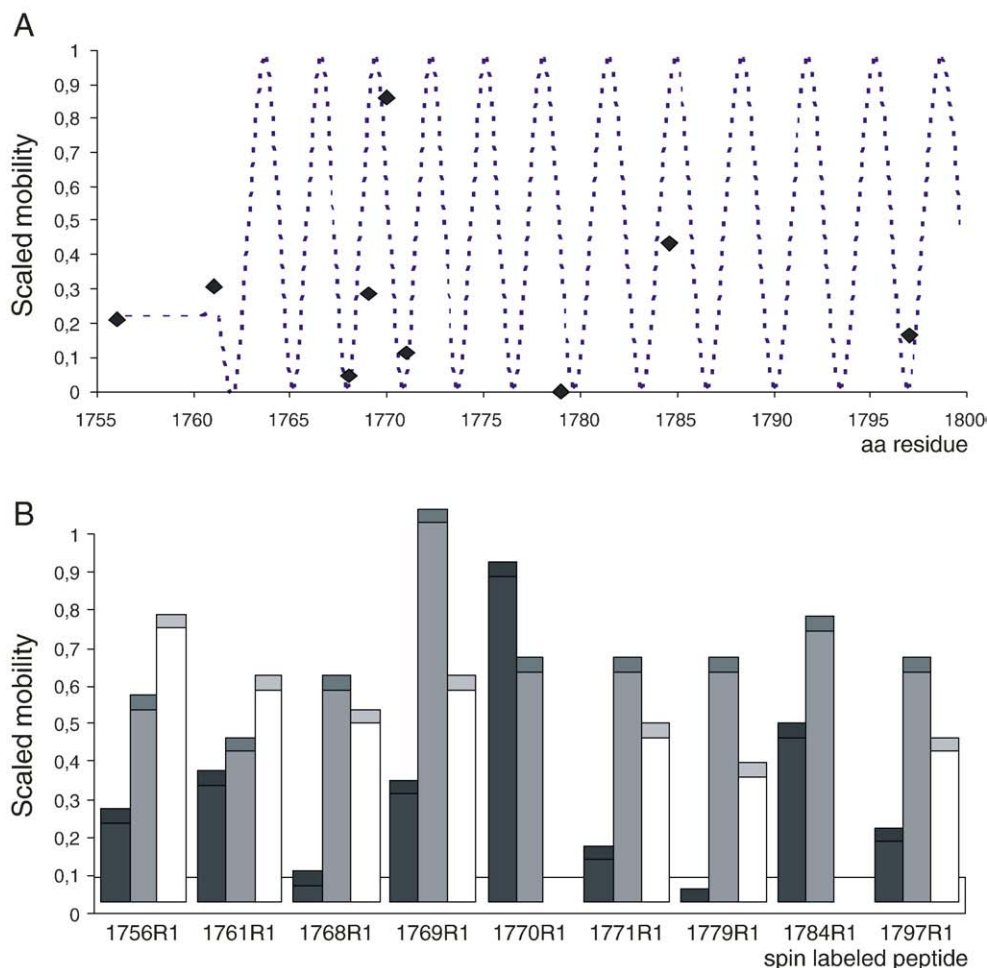 A
Scaled mobility
1
0,9
0,8
0,7
0,6
0,5
0,4
0,3
0,2
0,1
0
1755 1760 1765 1770 1775 1780 1785 1790 1795 1800
aa residue
B
Scaled mobility
1
0,9
0,8
0,7
0,6
0,5
0,4
0,3
0,2
0,1
0
1756R1 1761R1 1768R1 1769R1 1770R1 1771R1 1779R1 1784R1 1797R1
spin labeled peptide